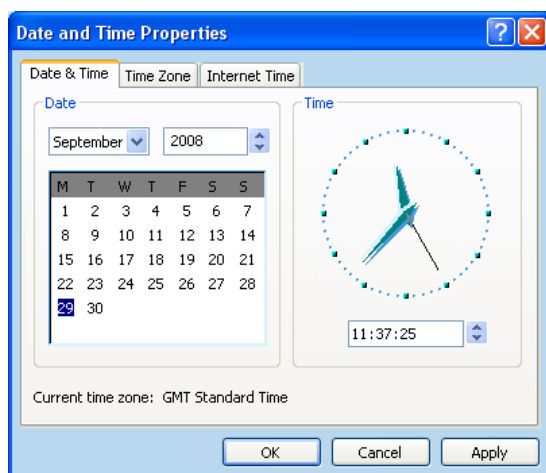 Date and Time Properties
Date & Time Time Zone Internet Time
Date
Time
September 2008
M T W T F S S
1 2 3 4 5 6 7
8 9 10 11 12 13 14
15 16 17 18 19 20 21
22 23 24 25 26 27 28
29 30
11:37:25
Current time zone: GMT Standard Time
OK Cancel Apply